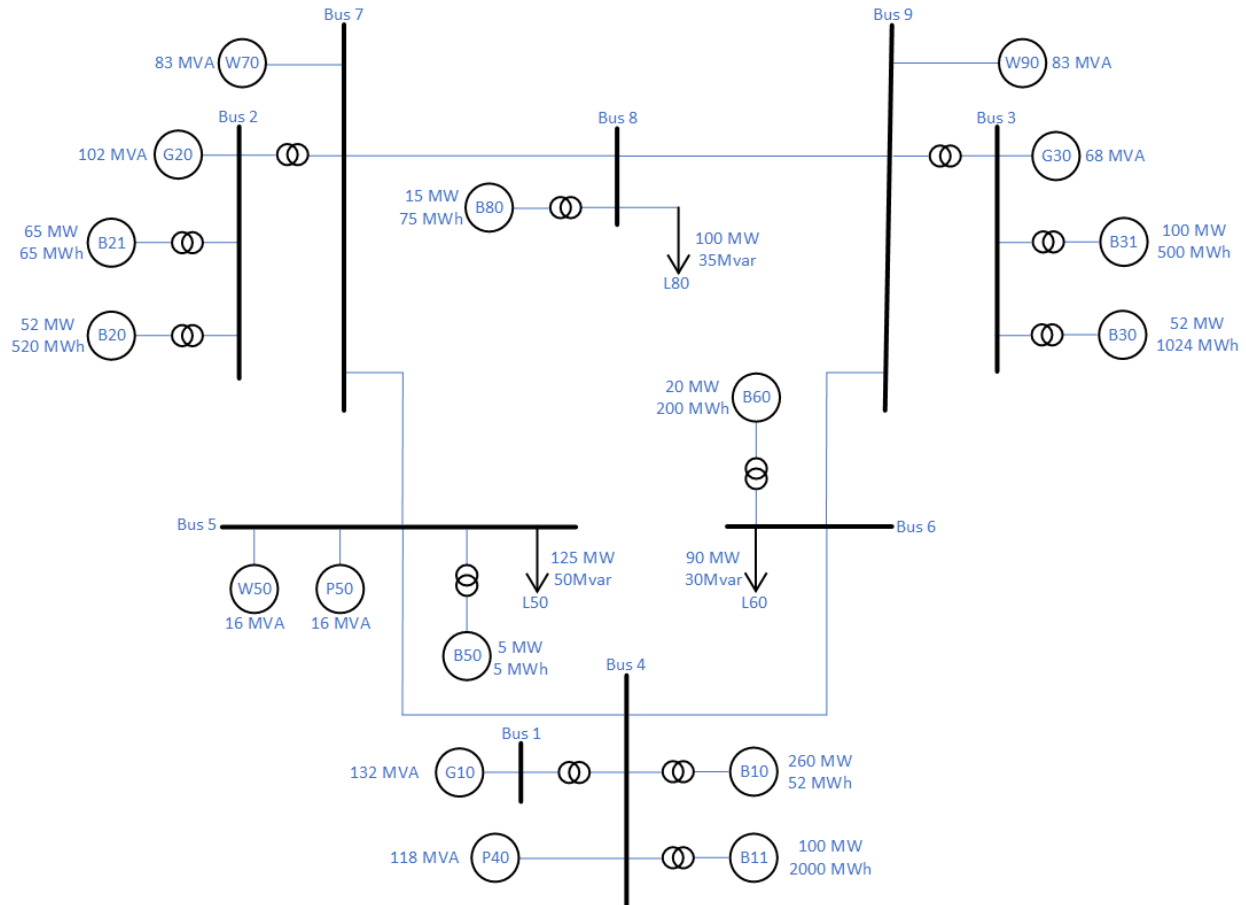 Bus 7
Bus 9
83 MVA
W70
W90
83 MVA
Bus 2
Bus 8
Bus 3
102 MVA
G20
G30
68 MVA
15 MW
75 MWh
B80
65 MW
65 MWh
B21
100 MW
35Mvar
L80
B31
100 MW
500 MWh
52 MW
520 MWh
B20
B30
52 MW
1024 MWh
20 MW
200 MWh
B60
Bus 5
Bus 6
W50
16 MVA
P50
16 MVA
125 MW
50Mvar
L50
90 MW
30Mvar
L60
B50
5 MW
5 MWh
Bus 4
Bus 1
132 MVA
G10
B10
260 MW
52 MWh
118 MVA
P40
B11
100 MW
2000 MWh